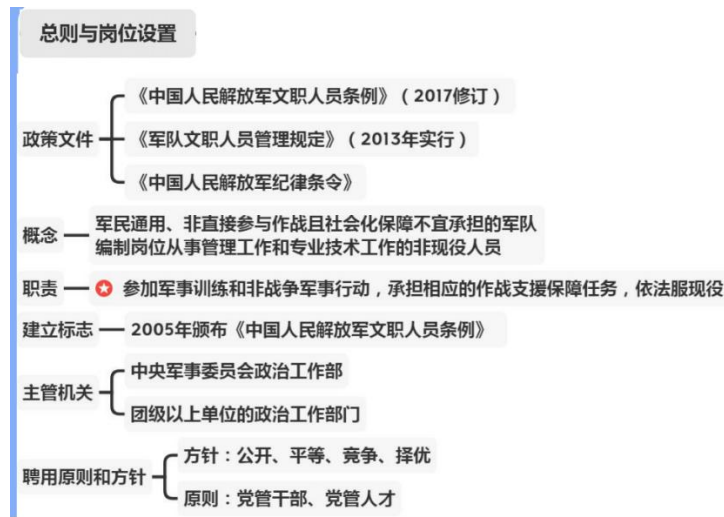 总则与岗位设置
政策文件
《中国人民解放军文职人员条例》（2017修订）
《军队文职人员管理规定》（2013年实行）
《中国人民解放军纪律条令》
概念
军民通用、非直接参与作战且社会化保障不宜承担的军队
编制岗位从事管理工作和专业技术工作的非现役人员
职责
参加军事训练和非战争军事行动，承担相应的作战支援保障任务，依法服现役
建立标志
2005年颁布《中国人民解放军文职人员条例》
主管机关
中央军事委员会政治工作部
团级以上单位的政治工作部门
聘用原则和方针
方针：公开、平等、竞争、择优
原则：党管干部、党管人才